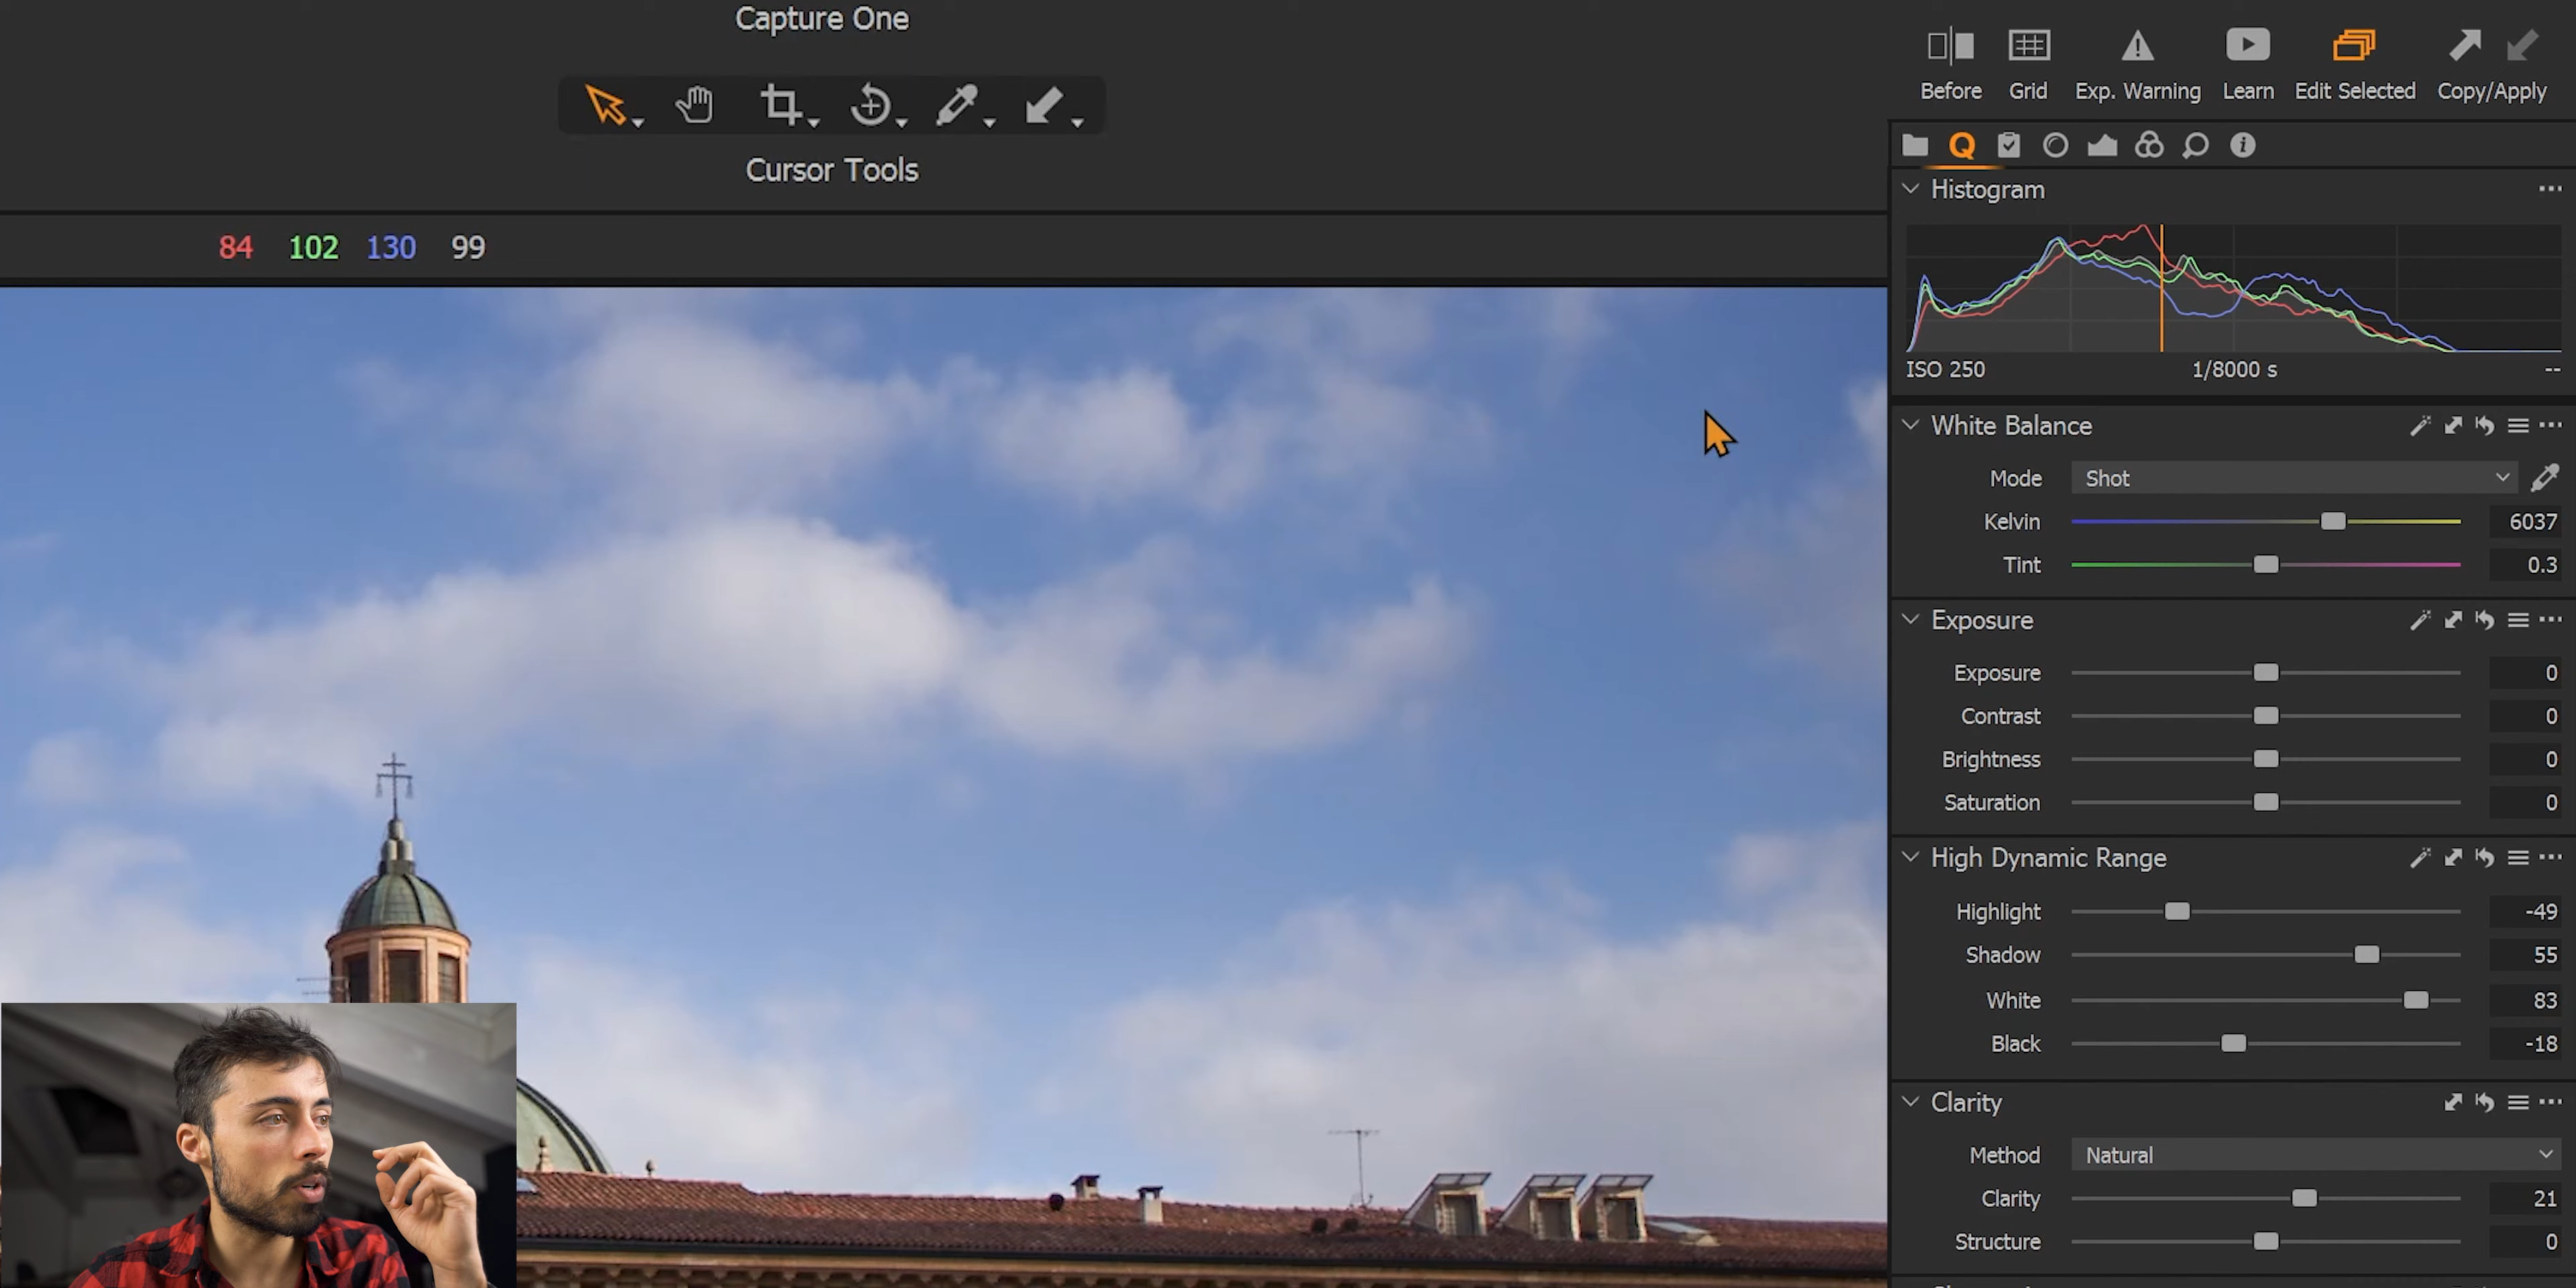 Capture One
Before Grid Exp. Warning Learn Edit Selected Copy/Apply
Cursor Tools
84 102 130 99
Histogram
ISO 250 1/8000 s --
White Balance
Mode Shot
Kelvin 6037
Tint 0.3
Exposure
Exposure 0
Contrast 0
Brightness 0
Saturation 0
High Dynamic Range
Highlight -49
Shadow 55
White 83
Black -18
Clarity
Method Natural
Clarity 21
Structure 0